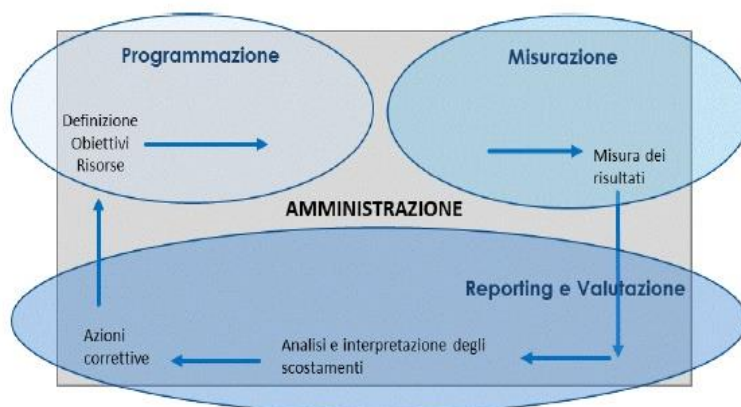 Programmazione
Misurazione
Definizione
Obiettivi
Risorse
Misura dei
risultati
AMMINISTRAZIONE
Reporting e Valutazione
Azioni
correttive
Analisi e interpretazione degli
scostamenti